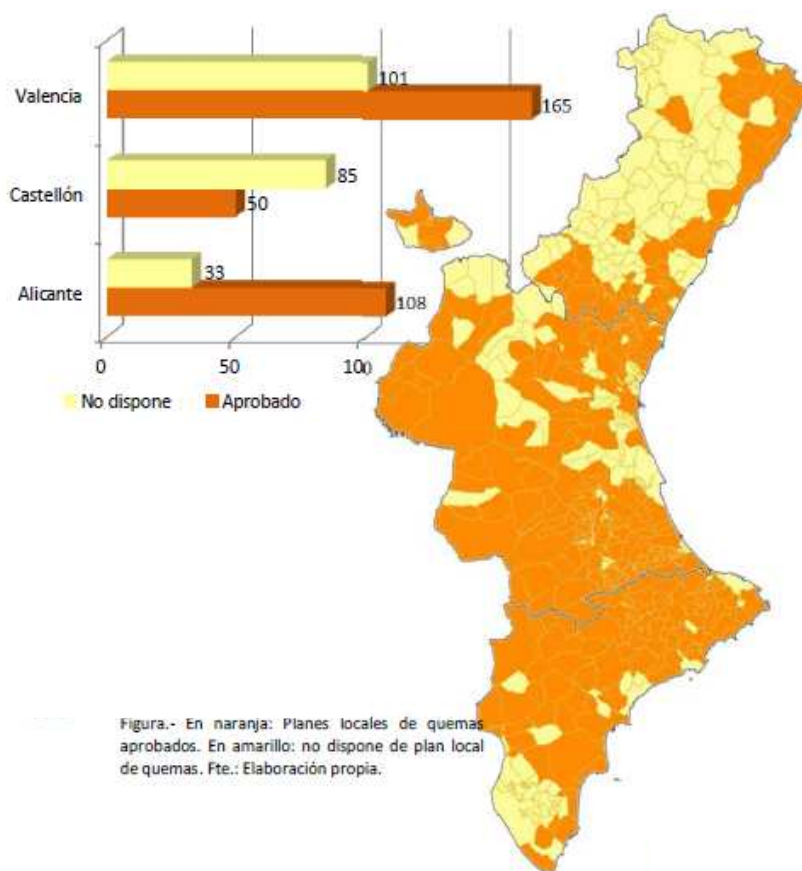 Valencia
101
165
Castellón
85
50
Alicante
33
108
0 50 100
No dispone Aprobado
Figura.- En naranja: Planes locales de quemas
aprobados. En amarillo: no dispone de plan local
de quemas. Fte.: Elaboración propia.